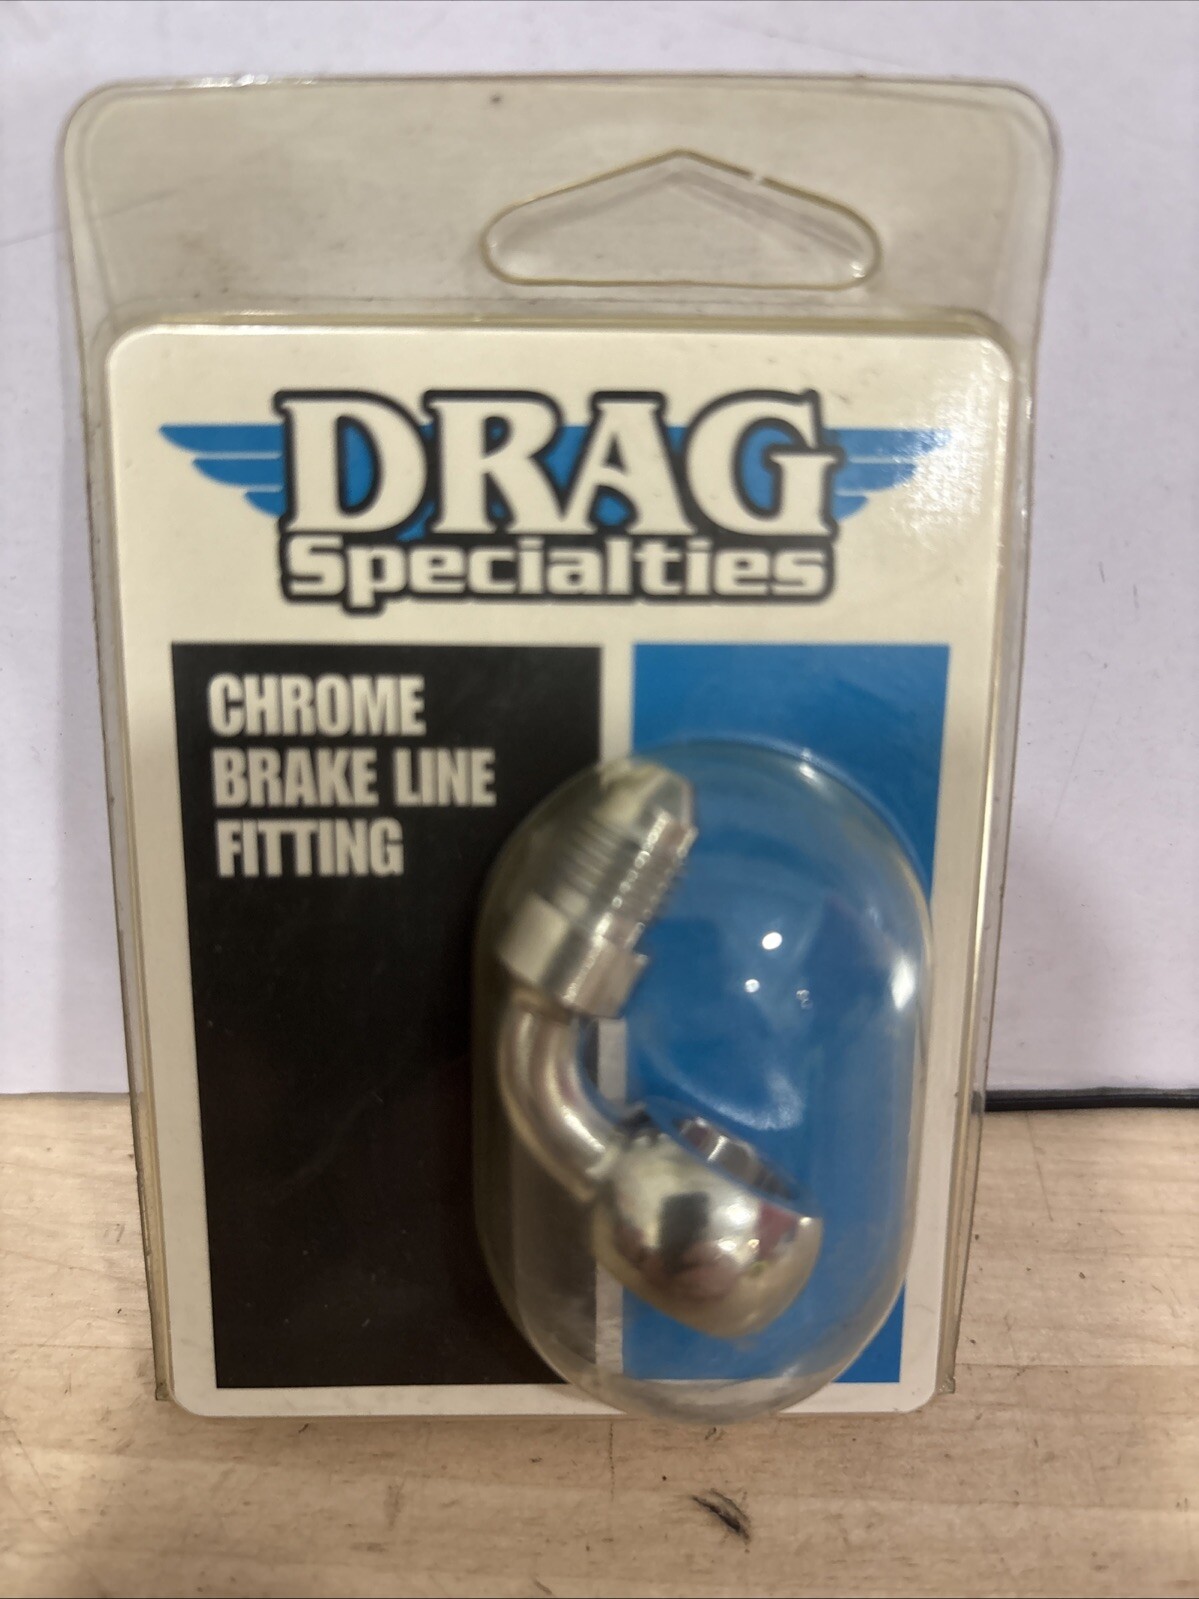 DRAG
Specialties
CHROME
BRAKE LINE
FITTING